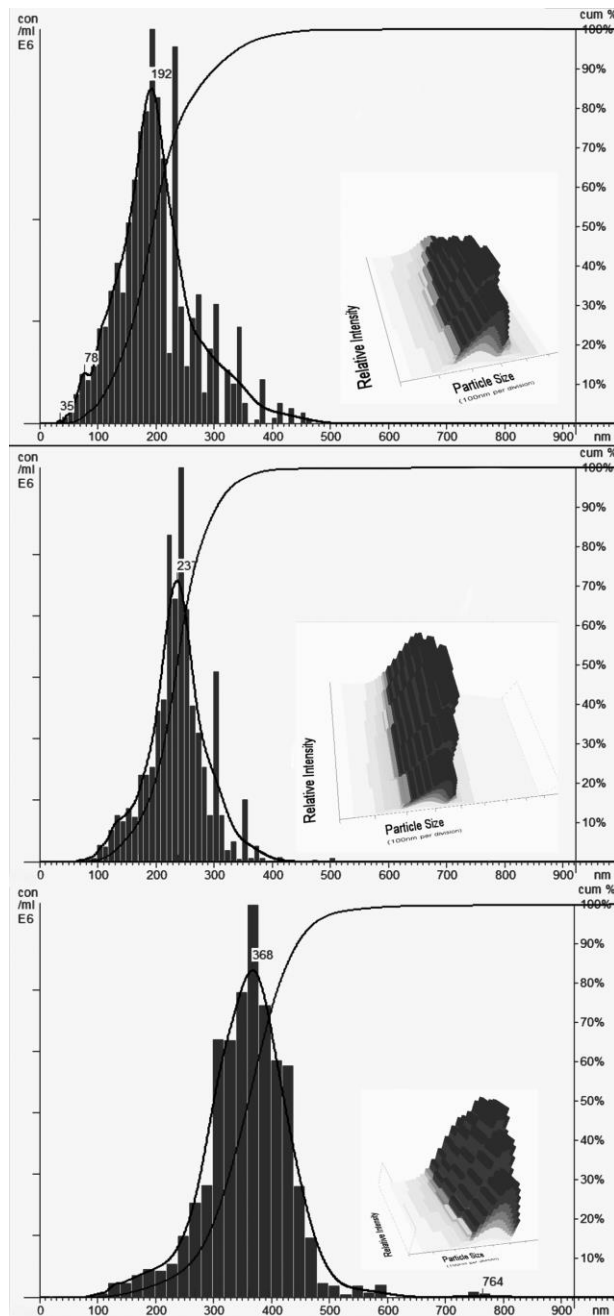 con
/ml
E6
cum %
100%
90%
80%
70%
60%
50%
40%
30%
20%
10%
192
78
35
Relative Intensity
Particle Size
(100nm per division)
0 100 200 300 400 500 600 700 800 900 nm
con
/ml
E6
cum %
100%
90%
80%
70%
60%
50%
40%
30%
20%
10%
237
Relative Intensity
Particle Size
(100nm per division)
0 100 200 300 400 500 600 700 800 900 nm
con
/ml
E6
cum %
100%
90%
80%
70%
60%
50%
40%
30%
20%
10%
368
Relative Intensity
Particle Size
(100nm per division)
764
0 100 200 300 400 500 600 700 800 900 nm